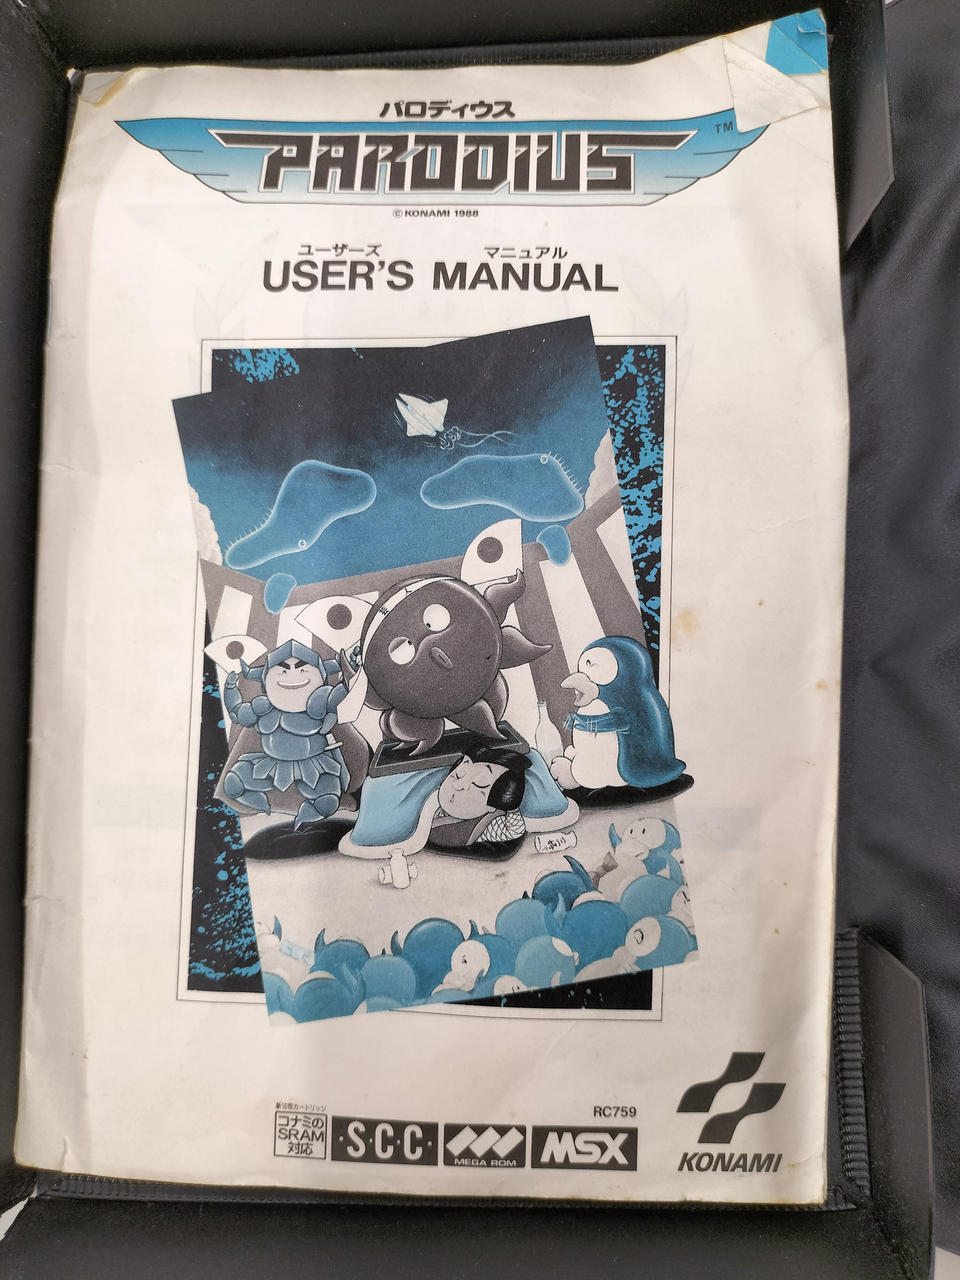 パロディウス
PARODIUS TM
© KONAMI 1988
ユーザーズ マニュアル
USER'S MANUAL
新10倍カートリッジ
コナミの
SRAM
対応
·S·C·C·
MEGA ROM
RC759
MSX
KONAMI